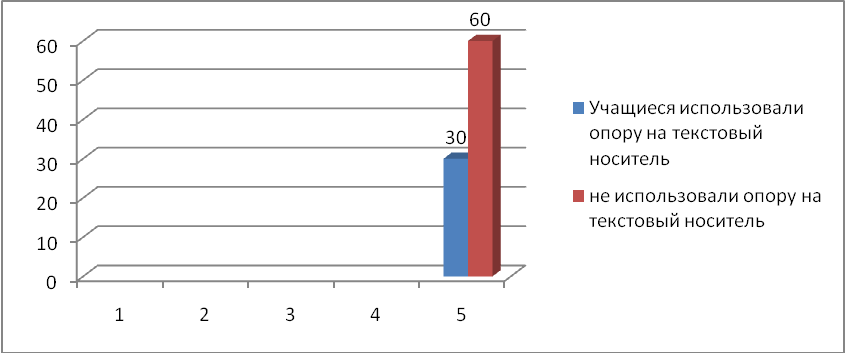 60
60
50
40
30
30
20
10
0
1 2 3 4 5
Учащиеся использовали
опору на текстовый
носитель
не использовали опору на
текстовый носитель